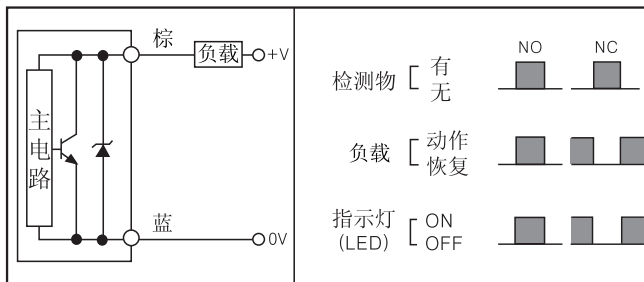 棕
负载
+V
主电路
蓝
0V
NO NC
检测物 有
无
负载 动作
恢复
指示灯
(LED) ON
OFF